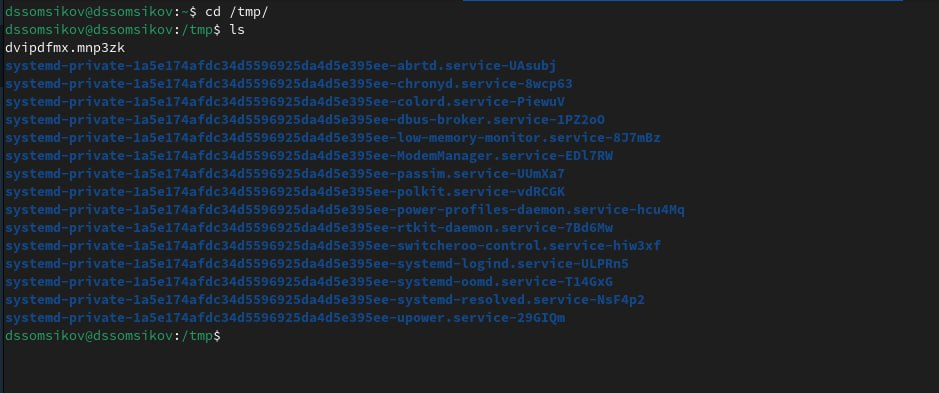 dssomsikov@dssomsikov:~$ cd /tmp/
dssomsikov@dssomsikov:/tmp$ ls
dvipdfmx.mnp3zk
systemd-private-1a5e174afdc34d5596925da4d5e395ee-abrtd.service-UAsubj
systemd-private-1a5e174afdc34d5596925da4d5e395ee-chronyd.service-8wcp63
systemd-private-1a5e174afdc34d5596925da4d5e395ee-colord.service-PiewuV
systemd-private-1a5e174afdc34d5596925da4d5e395ee-dbus-broker.service-1PZ2oO
systemd-private-1a5e174afdc34d5596925da4d5e395ee-low-memory-monitor.service-8J7mBz
systemd-private-1a5e174afdc34d5596925da4d5e395ee-ModemManager.service-EDl7RW
systemd-private-1a5e174afdc34d5596925da4d5e395ee-passim.service-UUmXa7
systemd-private-1a5e174afdc34d5596925da4d5e395ee-polkit.service-vdRCGK
systemd-private-1a5e174afdc34d5596925da4d5e395ee-power-profiles-daemon.service-hcu4Mq
systemd-private-1a5e174afdc34d5596925da4d5e395ee-rtkit-daemon.service-7Bd6Mw
systemd-private-1a5e174afdc34d5596925da4d5e395ee-switcheroo-control.service-hiw3xf
systemd-private-1a5e174afdc34d5596925da4d5e395ee-systemd-logind.service-ULPRn5
systemd-private-1a5e174afdc34d5596925da4d5e395ee-systemd-oomd.service-T14GxG
systemd-private-1a5e174afdc34d5596925da4d5e395ee-systemd-resolved.service-NsF4p2
systemd-private-1a5e174afdc34d5596925da4d5e395ee-upower.service-29GIQm
dssomsikov@dssomsikov:/tmp$